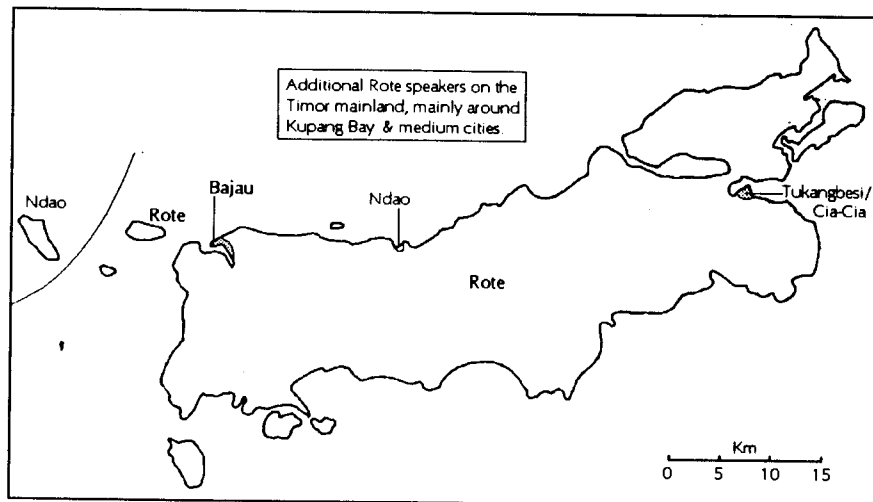 Additional Rote speakers on the
Timor mainland, mainly around
Kupang Bay & medium cities.
Ndao
Rote
Bajau
Ndao
Tukangbesi/
Cia-Cia
Rote
Km
0 5 10 15